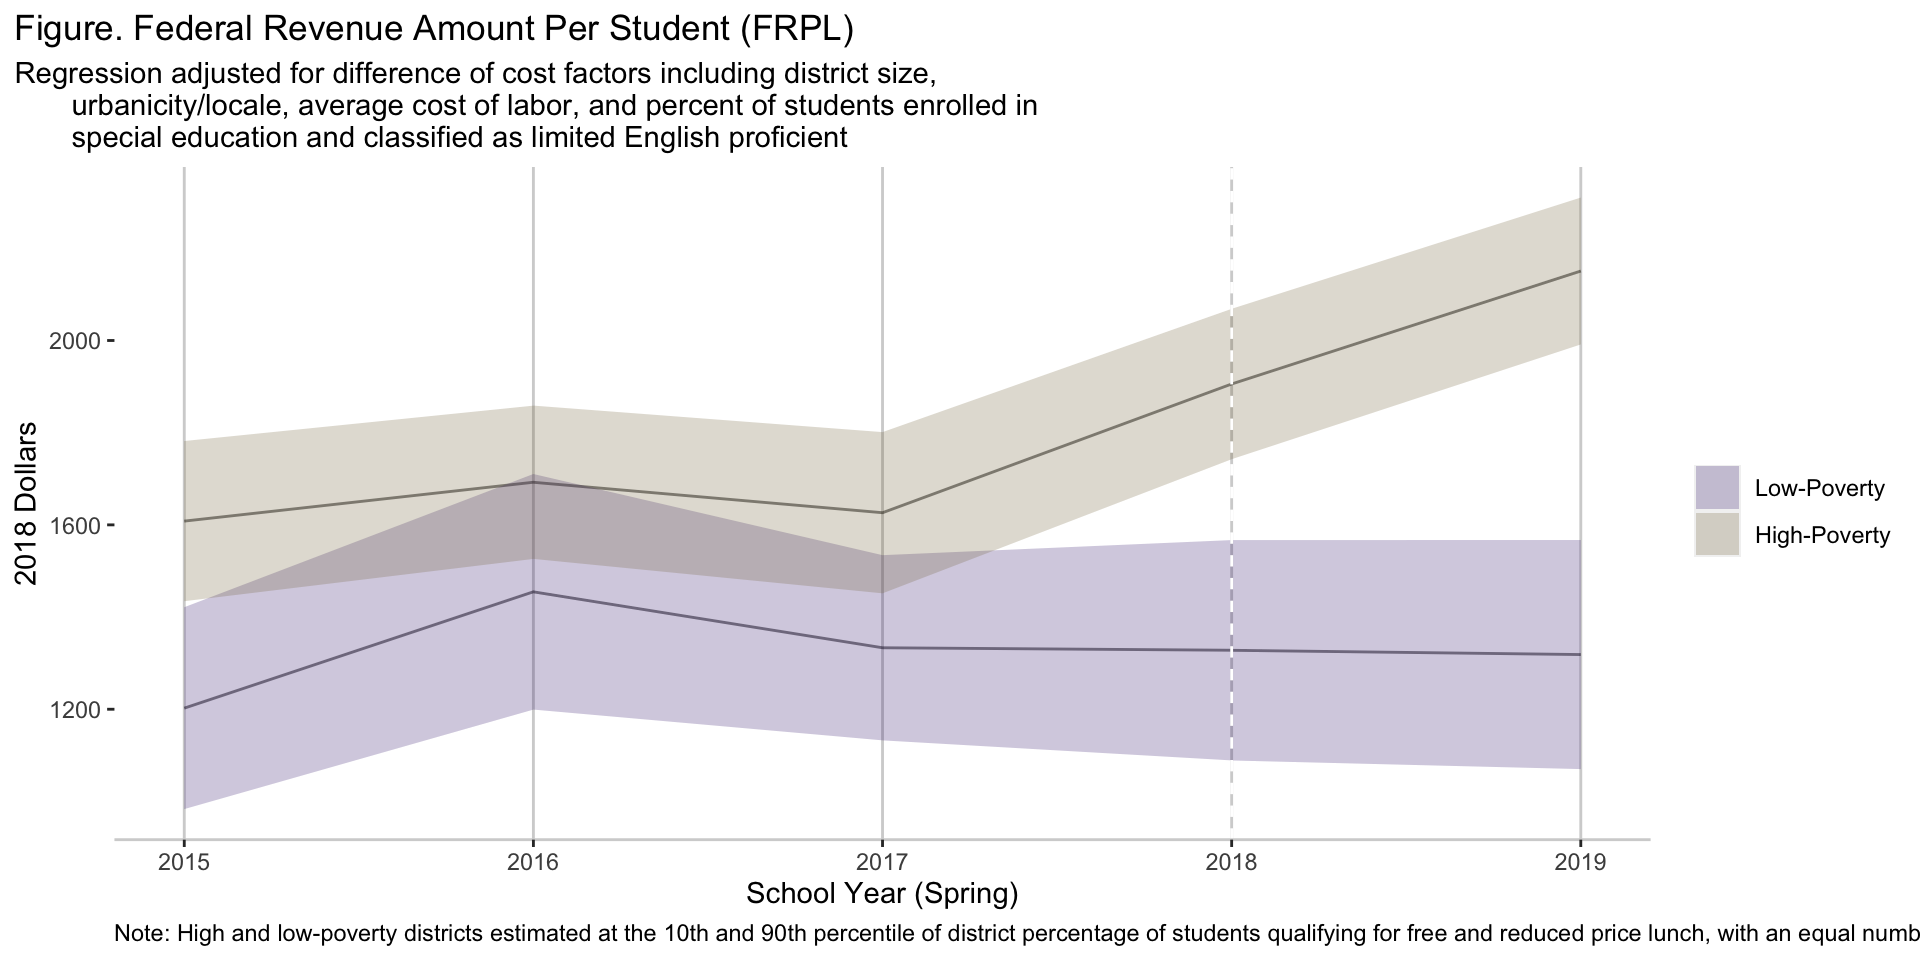 Figure. Federal Revenue Amount Per Student (FRPL)
Regression adjusted for difference of cost factors including district size,
urbanicity/locale, average cost of labor, and percent of students enrolled in
special education and classified as limited English proficient
2018 Dollars
2000
1600
1200
2015
2016
2017
2018
2019
School Year (Spring)
Low-Poverty
High-Poverty
Note: High and low-poverty districts estimated at the 10th and 90th percentile of district percentage of students qualifying for free and reduced price lunch, with an equal numb